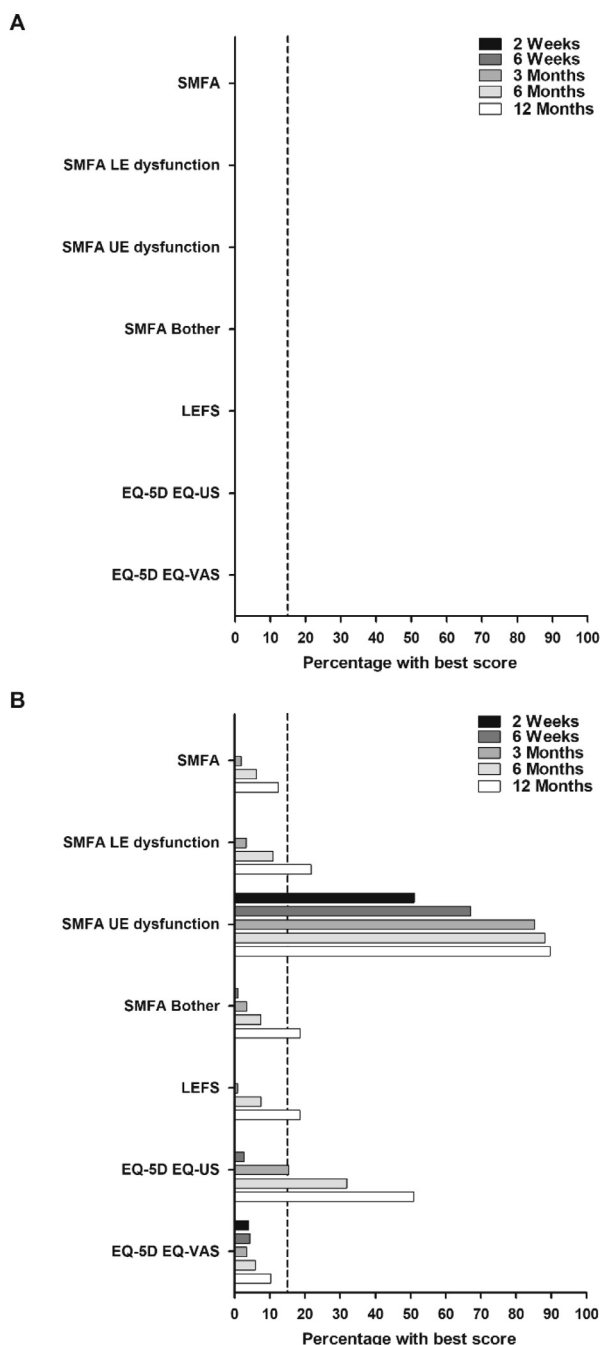 A
2 Weeks
6 Weeks
3 Months
6 Months
12 Months
SMFA
SMFA LE dysfunction
SMFA UE dysfunction
SMFA Bother
LEFS
EQ-5D EQ-US
EQ-5D EQ-VAS
0 10 20 30 40 50 60 70 80 90 100
Percentage with best score
B
2 Weeks
6 Weeks
3 Months
6 Months
12 Months
SMFA
SMFA LE dysfunction
SMFA UE dysfunction
SMFA Bother
LEFS
EQ-5D EQ-US
EQ-5D EQ-VAS
0 10 20 30 40 50 60 70 80 90 100
Percentage with best score